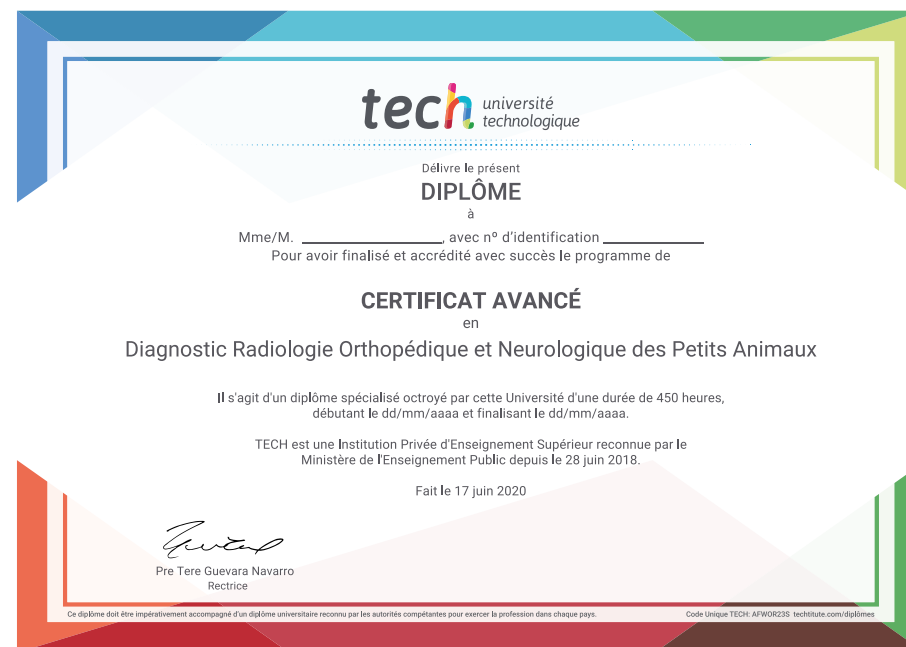 tech université
technologique
Délivre le présent
DIPLÔME
à
Mme/M. ____________________, avec nº d'identification ______________
Pour avoir finalisé et accrédité avec succès le programme de
CERTIFICAT AVANCÉ
en
Diagnostic Radiologie Orthopédique et Neurologique des Petits Animaux
Il s'agit d'un diplôme spécialisé octroyé par cette Université d'une durée de 450 heures,
débutant le dd/mm/aaaa et finalisant le dd/mm/aaaa.
TECH est une Institution Privée d'Enseignement Supérieur reconnue par le
Ministère de l'Enseignement Public depuis le 28 juin 2018.
Fait le 17 juin 2020
Pre Tere Guevara Navarro
Rectrice
Ce diplôme doit être impérativement accompagné d'un diplôme universitaire reconnu par les autorités compétentes pour exercer la profession dans chaque pays.
Code Unique TECH: AFWOR23S techtitute.com/diplômes